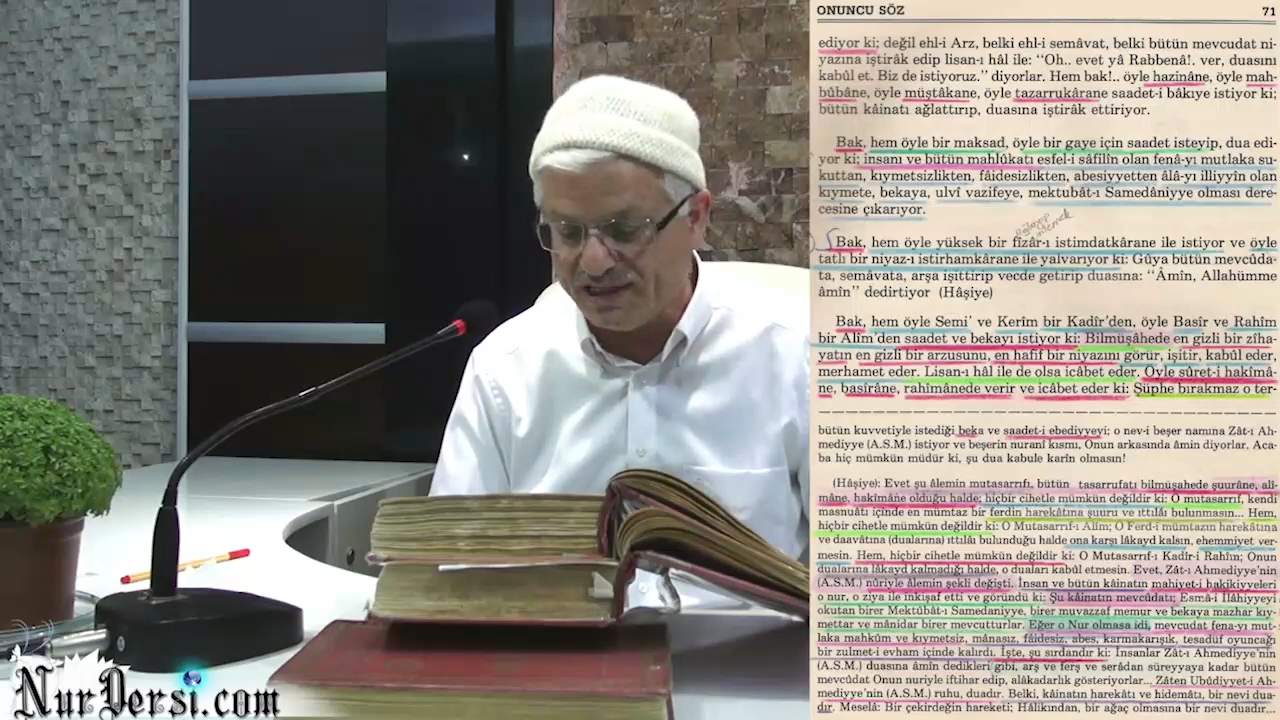 ONUNCU SÖZ 71
ediyor ki; değil ehl-i Arz, belki ehl-i semâvat, belki bütün mevcudat ni-
yazına iştirâk edip lisan-ı hâl ile: "Oh.. evet yâ Rabbenâ!. ver, duasını
kabûl et. Biz de istiyoruz." diyorlar. Hem bak!.. öyle hazinâne, öyle mah-
bûbâne, öyle müştâkane, öyle tazarrukârane saadet-i bâkıye istiyor ki;
bütün kâinatı ağlattırıp, duasına iştirâk ettiriyor.
Bak, hem öyle bir maksad, öyle bir gaye için saadet isteyip, dua edi-
yor ki; insanı ve bütün mahlûkatı esfel-i sâfilîn olan fenâ-yı mutlaka su-
kuttan, kıymetsizlikten, fâidesizlikten, abesiyyetten âlâ-yı illiyyîn olan
kıymete, bekaya, ulvî vazifeye, mektubât-ı Samedâniyye olması dere-
cesine çıkarıyor.
Bak, hem öyle yüksek bir fîzâr-ı istimdatkârane ile istiyor ve öyle
tatlı bir niyaz-ı istirhamkârane ile yalvarıyor ki: Gûya bütün mevcûda-
ta, semâvata, arşa işittirip vecde getirip duasına: "Âmîn, Allahümme
âmîn" dedirtiyor (Hâşiye)
Bak, hem öyle Semi' ve Kerîm bir Kadîr'den, öyle Basîr ve Rahîm
bir Alîm'den saadet ve bekayı istiyor ki: Bilmüşâhede en gizli bir zîha-
yatın en gizli bir arzusunu, en hafif bir niyazını görür, işitir, kabûl eder,
merhamet eder. Lisan-ı hâl ile de olsa icâbet eder. Öyle sûret-i hakîmâ-
ne, basîrâne, rahîmânede verir ve icâbet eder ki: Şüphe bırakmaz o ter-
bütün kuvvetiyle istediği beka ve saadet-i ebediyyeyi; o nev-i beşer namına Zât-ı Ah-
mediyye (A.S.M.) istiyor ve beşerin nuranî kısmı, Onun arkasında âmin diyorlar. Aca-
ba hiç mümkün müdür ki, şu dua kabule karîn olmasın!
(Hâşiye): Evet şu âlemin mutasarrıfı, bütün tasarrufatı bilmüşahede şuurâne, alî-
mâne, hakîmâne olduğu halde; hiçbir cihetle mümkün değildir ki: O mutasarrıf, kendi
masnuâtı içinde en mumtaz bir ferdin harekâtına şuuru ve ıttılâı bulunmasın... Hem,
hiçbir cihetle mümkün değildir ki: O Mutasarrıf-ı Alîm; O Ferd-i mümtazın harekâtına
ve daavâtına (dualarına) ıttılâı bulunduğu halde ona karşı lâkayd kalsın, ehemmiyet ver-
mesin. Hem, hiçbir cihetle mümkün değildir ki: O Mutasarrıf-ı Kadîr-i Rahîm; Onun
dualarına lâkayd kalmadığı halde, o duaları kabûl etmesin. Evet, Zât-ı Ahmediyye'nin
(A.S.M.) nûriyle âlemin şekli değişti. İnsan ve bütün kâinatın mahiyet-i hakikiyyeleri
o nur, o ziya ile inkişaf etti ve göründü ki: Şu kâinatın mevcûdatı; Esmâ-i İlâhiyyeyi
okutan birer Mektûbât-ı Samedaniyye, birer muvazzaf memur ve bekaya mazhar kıy-
mettar ve mânidar birer mevcutturlar. Eğer o Nur olmasa idi, mevcudat fena-yı mut-
laka mahkûm ve kıymetsiz, mânasız, fâidesiz, abes, karmakarışık, tesadüf oyuncağı
bir zulmet-i evham içinde kalırdı. İşte, şu sırdandır ki: İnsanlar Zât-ı Ahmediyye'nin
(A.S.M.) duasına âmîn dedikleri gibi, arş ve ferş ve serâdan süreyyaya kadar bütün
mevcûdat Onun nuriyle iftihar edip, alâkadarlık gösteriyorlar... Zâten Ubûdiyyet-i Ah-
mediyye'nin (A.S.M.) ruhu, duadır. Belki, kâinatın harekâtı ve hidemâtı, bir nevi dua-
dır. Meselâ: Bir çekirdeğin hareketi; Hâlıkından, bir ağaç olmasına bir nevi duadır...
NurDersi.com